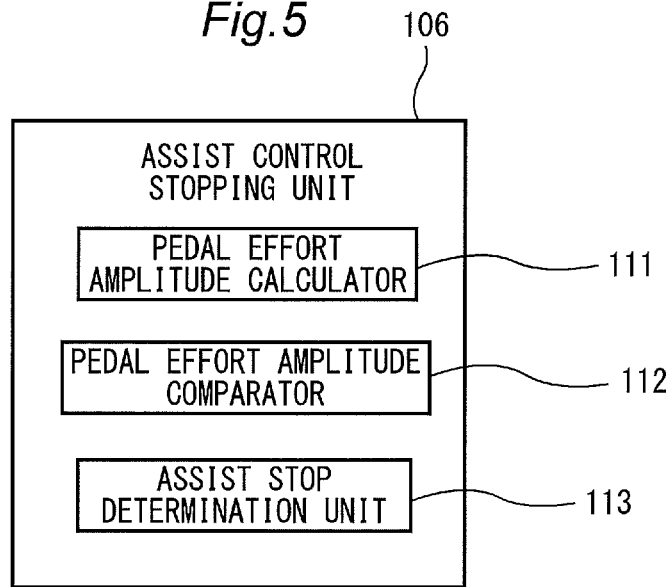 Fig.5
106
ASSIST CONTROL
STOPPING UNIT
PEDAL EFFORT
AMPLITUDE CALCULATOR
111
PEDAL EFFORT AMPLITUDE
COMPARATOR
112
ASSIST STOP
DETERMINATION UNIT
113